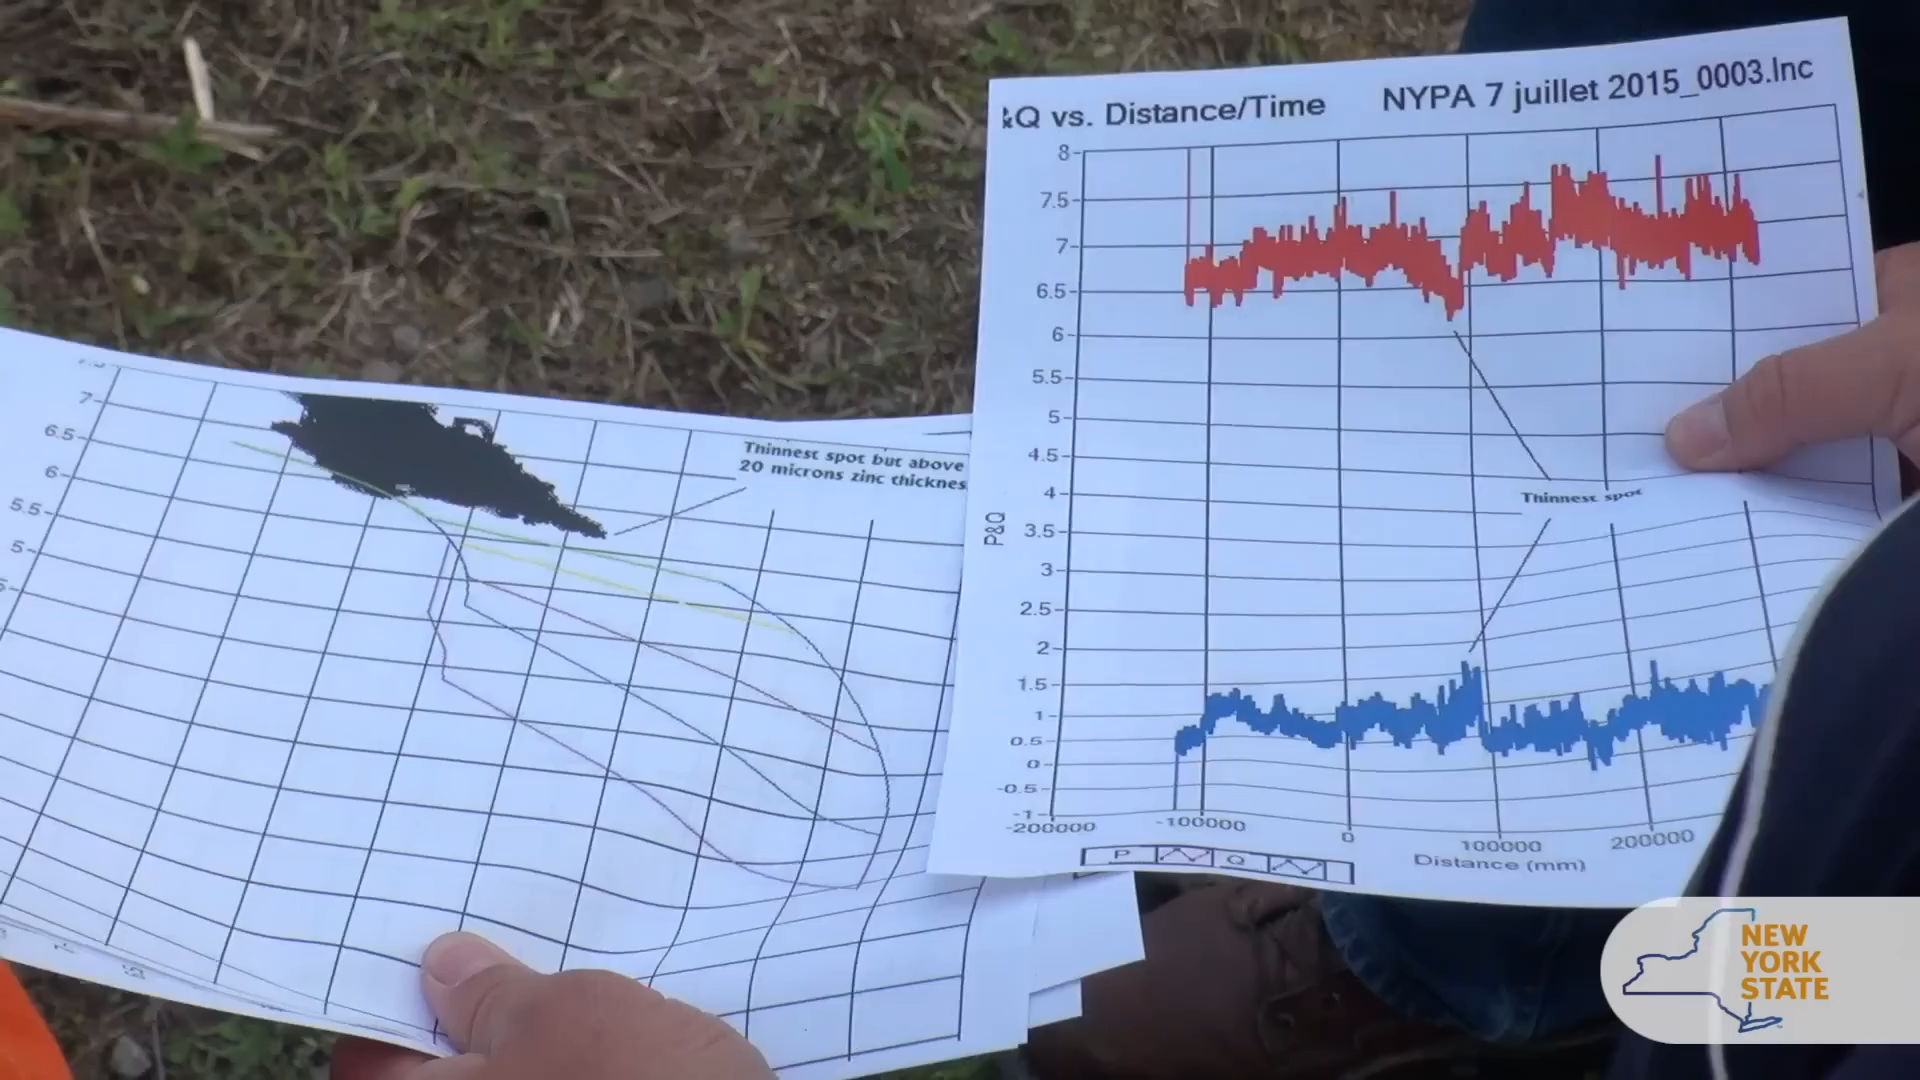 7
6.5
6
5.5
5
Thinnest spot but above
20 microns zinc thicknes
&Q vs. Distance/Time NYPA 7 juillet 2015_0003.lnc
8
7.5
7
6.5
6
5.5
5
4.5
4
3.5
3
2.5
2
1.5
1
0.5
0
-0.5
-1
P&Q
Thinnest spot
-200000 -100000 0 100000 200000
Distance (mm)
P Q
NEW
YORK
STATE